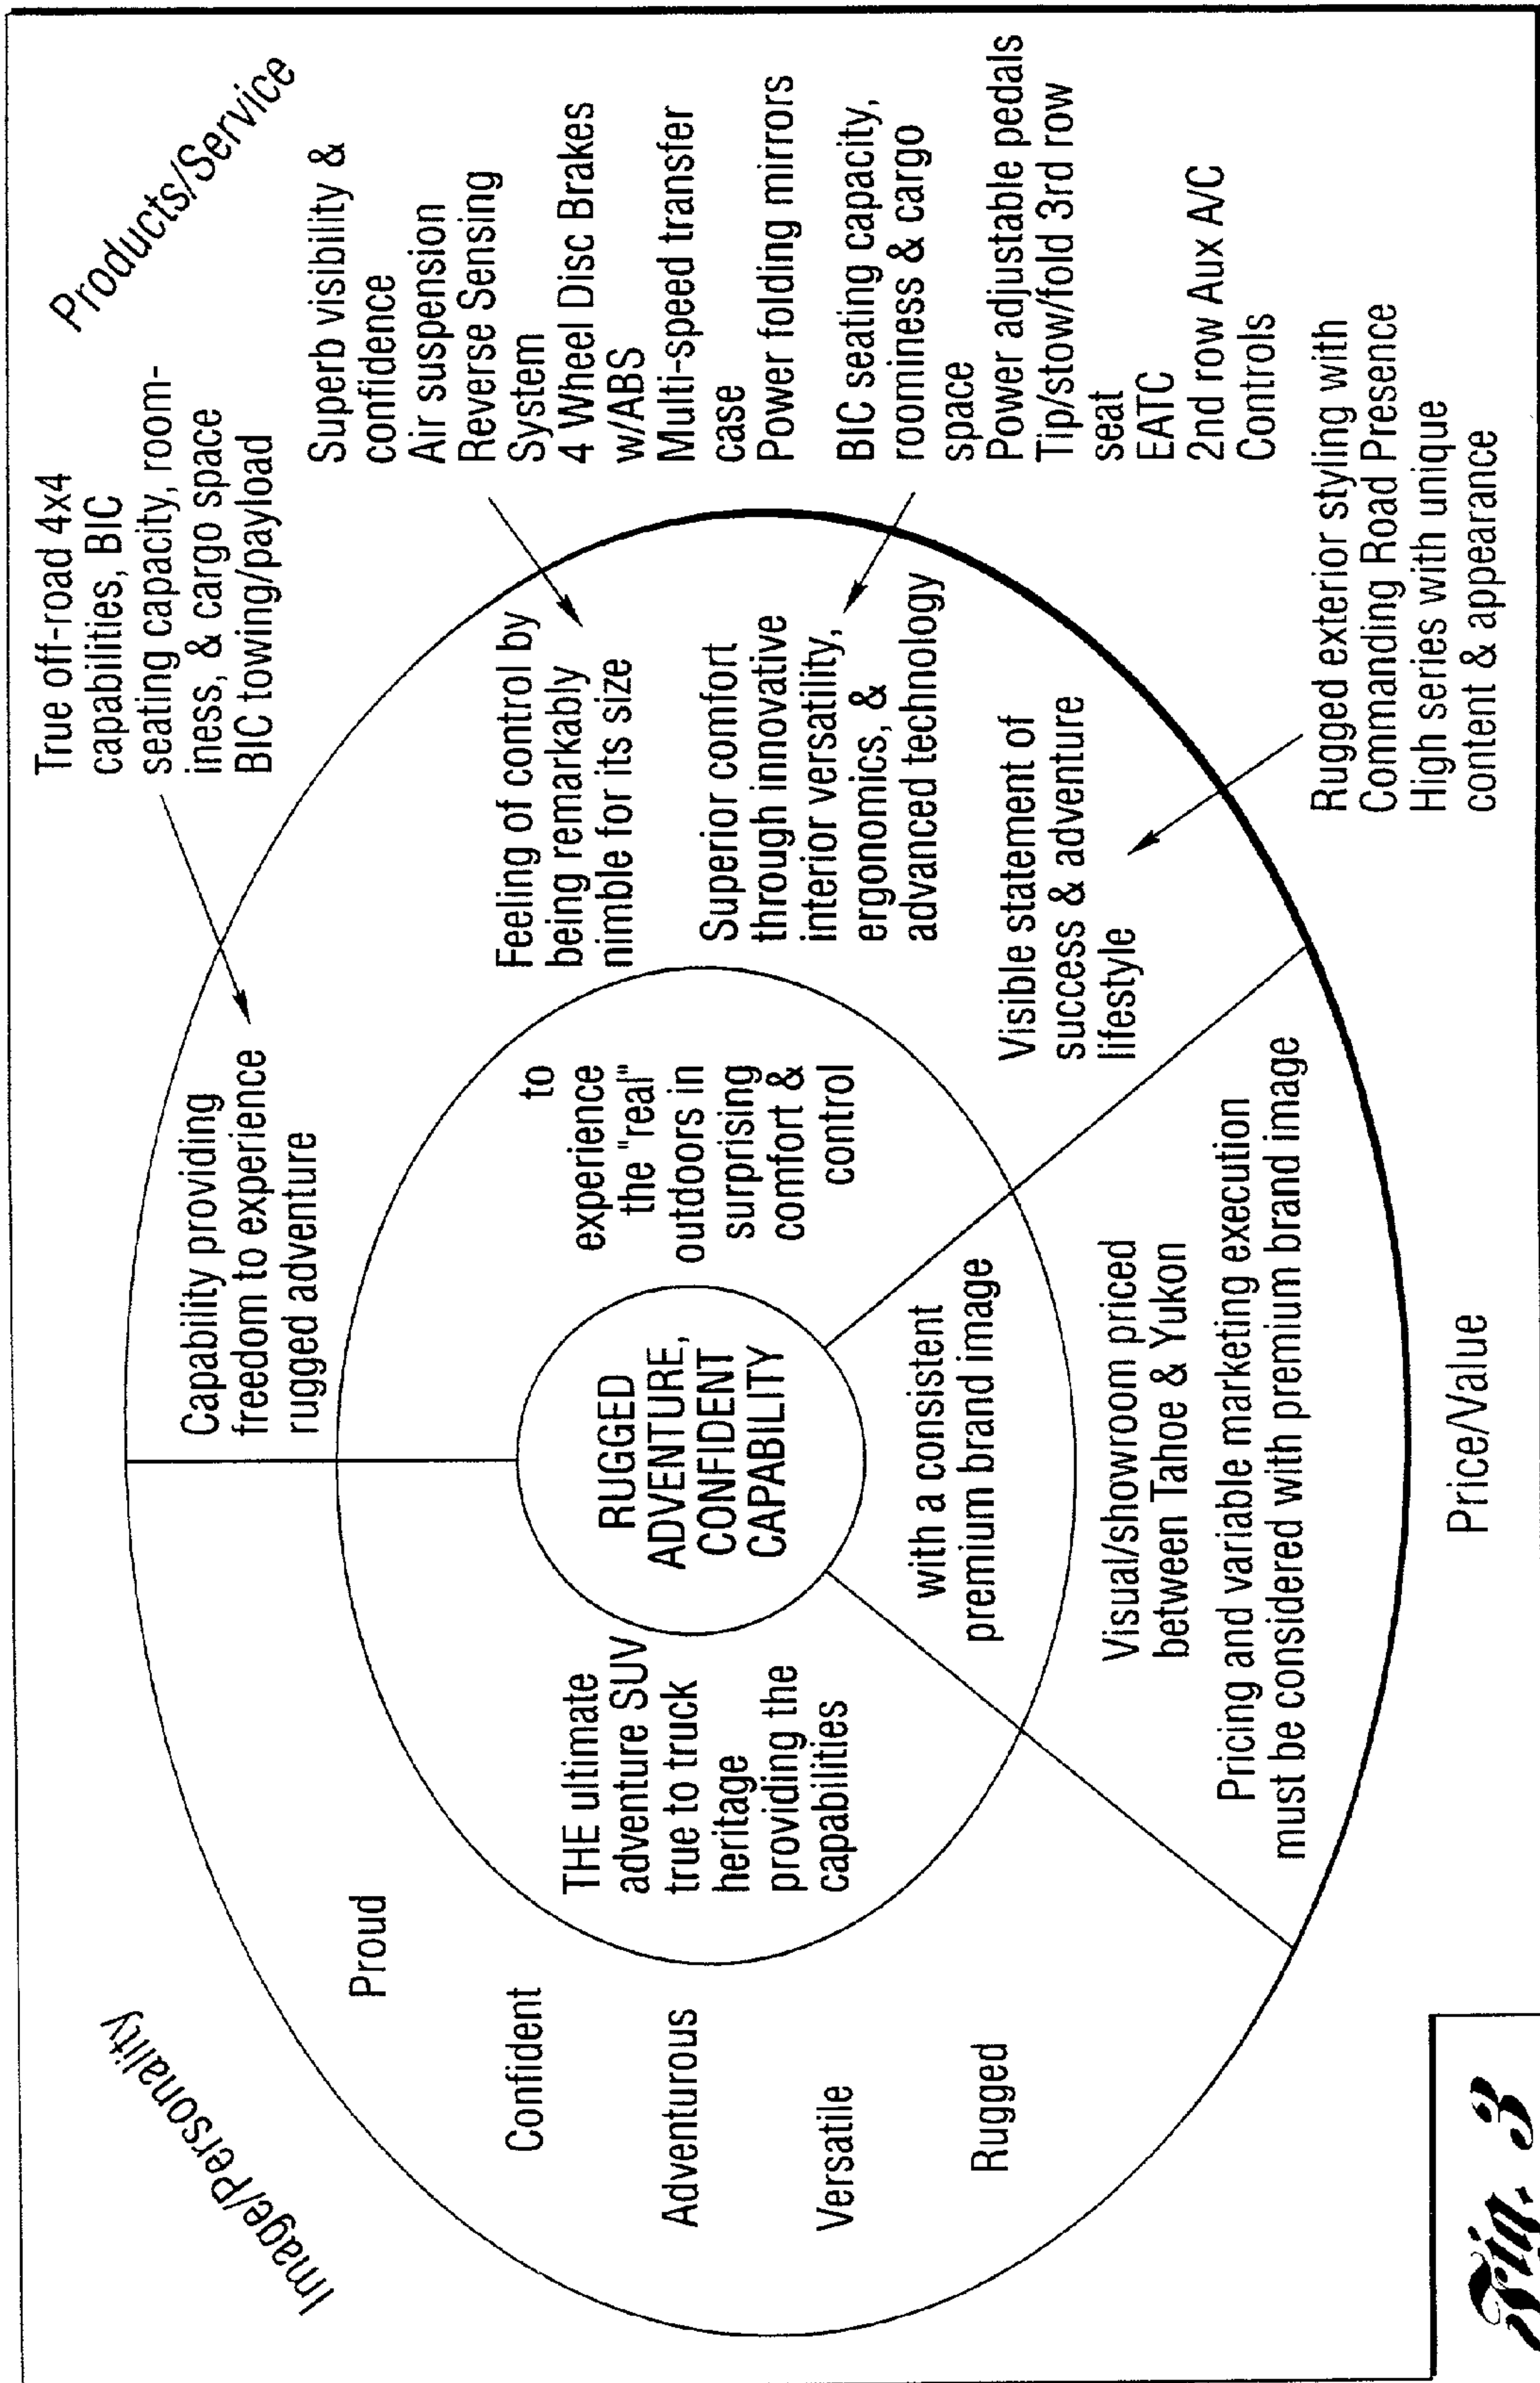 Image/Personality
Proud
Confident
Adventurous
Versatile
Rugged
THE ultimate
adventure SUV
true to truck
heritage
providing the
capabilities
RUGGED
ADVENTURE,
CONFIDENT
CAPABILITY
to
experience
the "real"
outdoors in
surprising
comfort &
control
with a consistent
premium brand image
Products/Service
Capability providing
freedom to experience
rugged adventure
True off-road 4x4
capabilities, BIC
seating capacity, room-
iness, & cargo space
BIC towing/payload
Feeling of control by
being remarkably
nimble for its size
Superb visibility &
confidence
Air suspension
Reverse Sensing
System
4 Wheel Disc Brakes
w/ABS
Multi-speed transfer
case
Power folding mirrors
Superior comfort
through innovative
interior versatility,
ergonomics, &
advanced technology
BIC seating capacity,
roominess & cargo
space
Power adjustable pedals
Tip/stow/fold 3rd row
seat
EATC
2nd row Aux A/C
Controls
Visible statement of
success & adventure
lifestyle
Rugged exterior styling with
Commanding Road Presence
High series with unique
content & appearance
Visual/showroom priced
between Tahoe & Yukon
Pricing and variable marketing execution
must be considered with premium brand image
Price/Value
Fig. 3